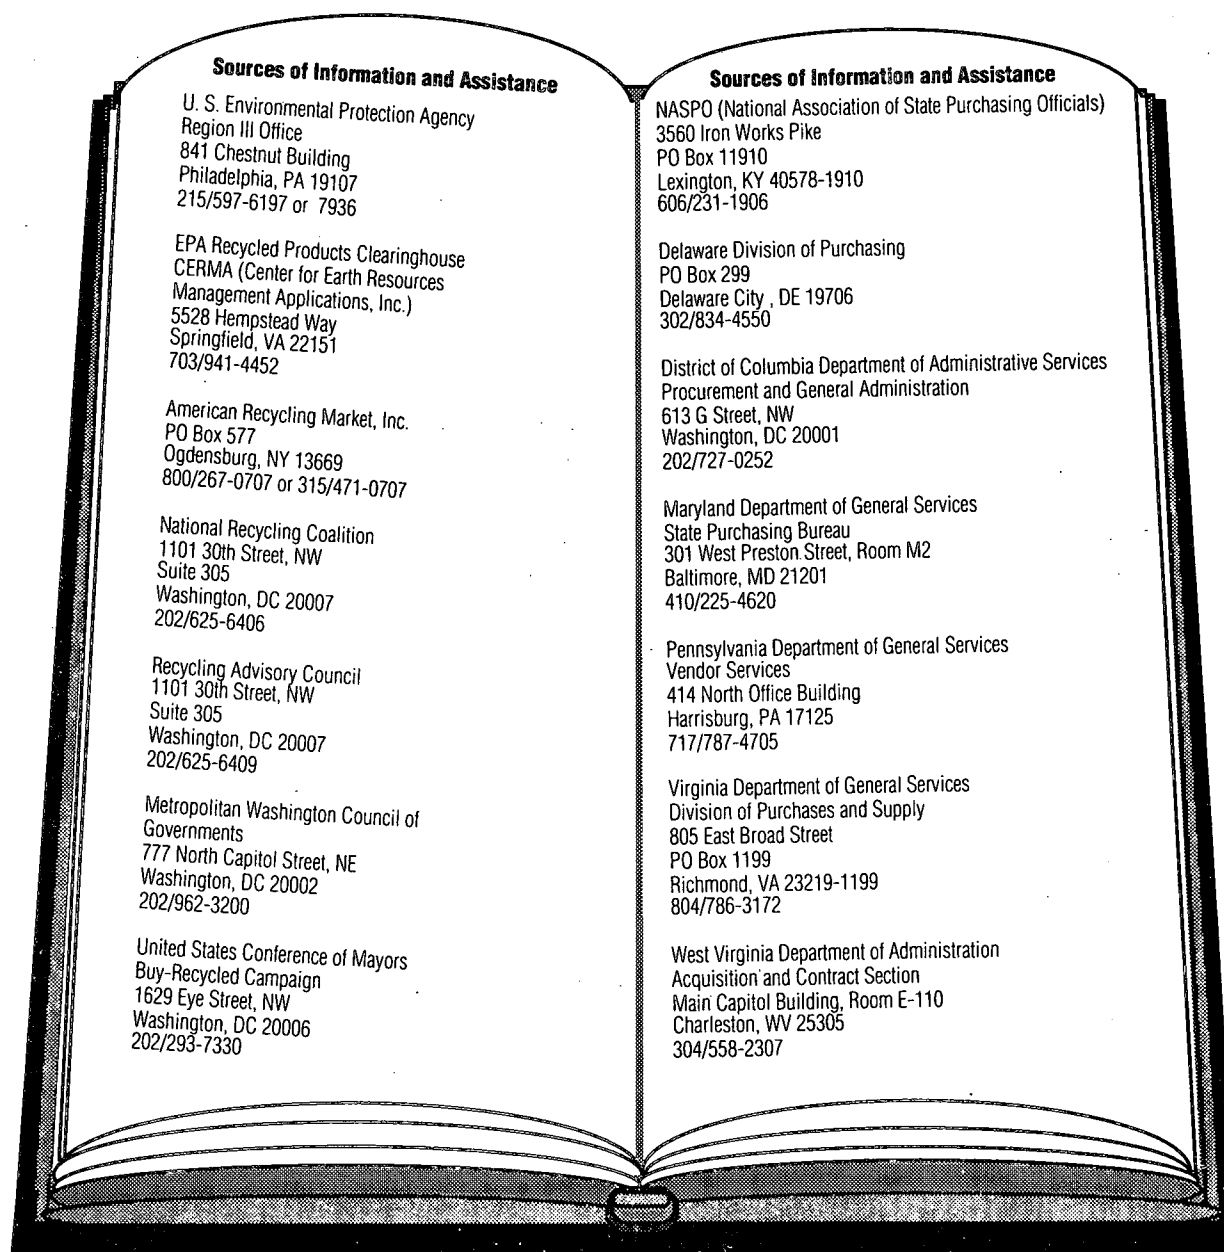 Sources of Information and Assistance
U. S. Environmental Protection Agency
Region III Office
841 Chestnut Building
Philadelphia, PA 19107
215/597-6197 or 7936
EPA Recycled Products Clearinghouse
CERMA (Center for Earth Resources
Management Applications, Inc.)
5528 Hempstead Way
Springfield, VA 22151
703/941-4452
American Recycling Market, Inc.
PO Box 577
Ogdensburg, NY 13669
800/267-0707 or 315/471-0707
National Recycling Coalition
1101 30th Street, NW
Suite 305
Washington, DC 20007
202/625-6406
Recycling Advisory Council
1101 30th Street, NW
Suite 305
Washington, DC 20007
202/625-6409
Metropolitan Washington Council of
Governments
777 North Capitol Street, NE
Washington, DC 20002
202/962-3200
United States Conference of Mayors
Buy-Recycled Campaign
1629 Eye Street, NW
Washington, DC 20006
202/293-7330
Sources of Information and Assistance
NASPO (National Association of State Purchasing Officials)
3560 Iron Works Pike
PO Box 11910
Lexington, KY 40578-1910
606/231-1906
Delaware Division of Purchasing
PO Box 299
Delaware City , DE 19706
302/834-4550
District of Columbia Department of Administrative Services
Procurement and General Administration
613 G Street, NW
Washington, DC 20001
202/727-0252
Maryland Department of General Services
State Purchasing Bureau
301 West Preston Street, Room M2
Baltimore, MD 21201
410/225-4620
Pennsylvania Department of General Services
Vendor Services
414 North Office Building
Harrisburg, PA 17125
717/787-4705
Virginia Department of General Services
Division of Purchases and Supply
805 East Broad Street
PO Box 1199
Richmond, VA 23219-1199
804/786-3172
West Virginia Department of Administration
Acquisition and Contract Section
Main Capitol Building, Room E-110
Charleston, WV 25305
304/558-2307